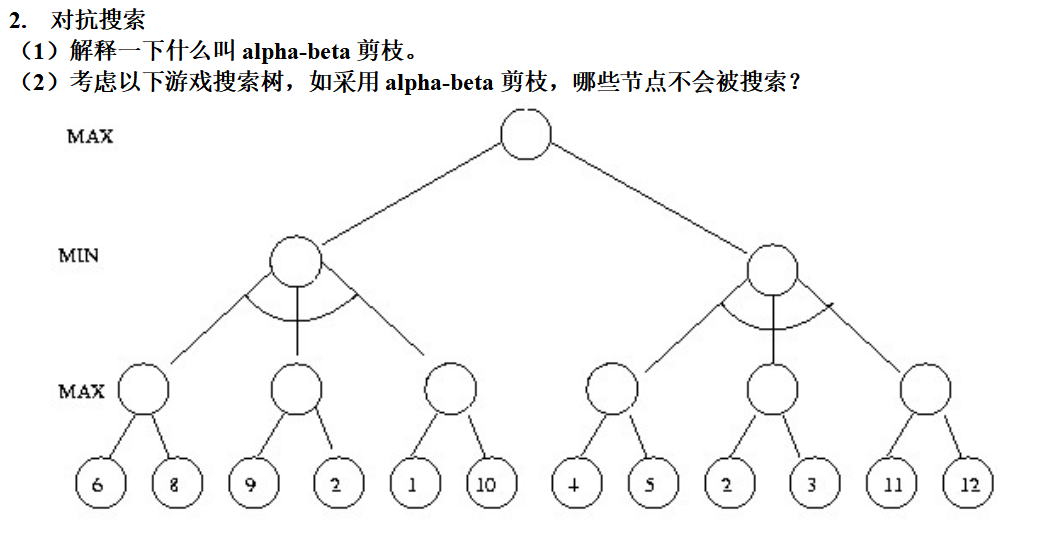 2. 对抗搜索
（1）解释一下什么叫 alpha-beta 剪枝。
（2）考虑以下游戏搜索树，如采用 alpha-beta 剪枝，哪些节点不会被搜索？
MAX
MIN
MAX
6 8 9 2 1 10 4 5 2 3 11 12